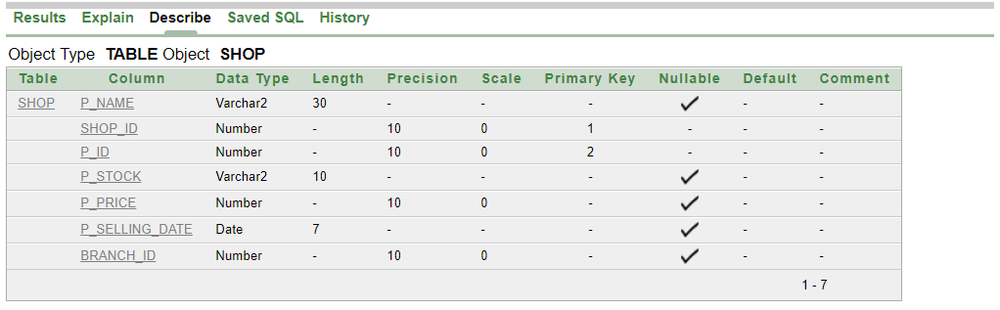 Results Explain Describe Saved SQL History
Object Type TABLE Object SHOP
Table Column Data Type Length Precision Scale Primary Key Nullable Default Comment
SHOP P_NAME Varchar2 30 - - - - -
SHOP_ID Number - 10 0 1 - - -
P_ID Number - 10 0 2 - - -
P_STOCK Varchar2 10 - - - - -
P_PRICE Number - 10 0 - - -
P_SELLING_DATE Date 7 - - - - -
BRANCH_ID Number - 10 0 - - -
1 - 7